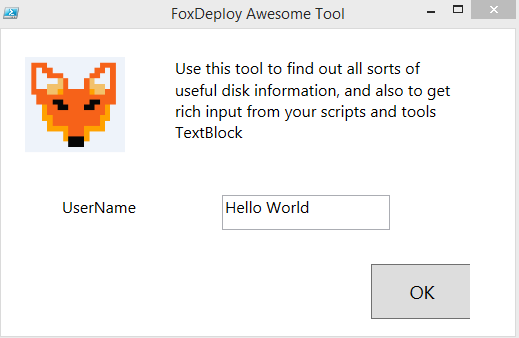 FoxDeploy Awesome Tool
Use this tool to find out all sorts of
useful disk information, and also to get
rich input from your scripts and tools
TextBlock
UserName
Hello World
OK